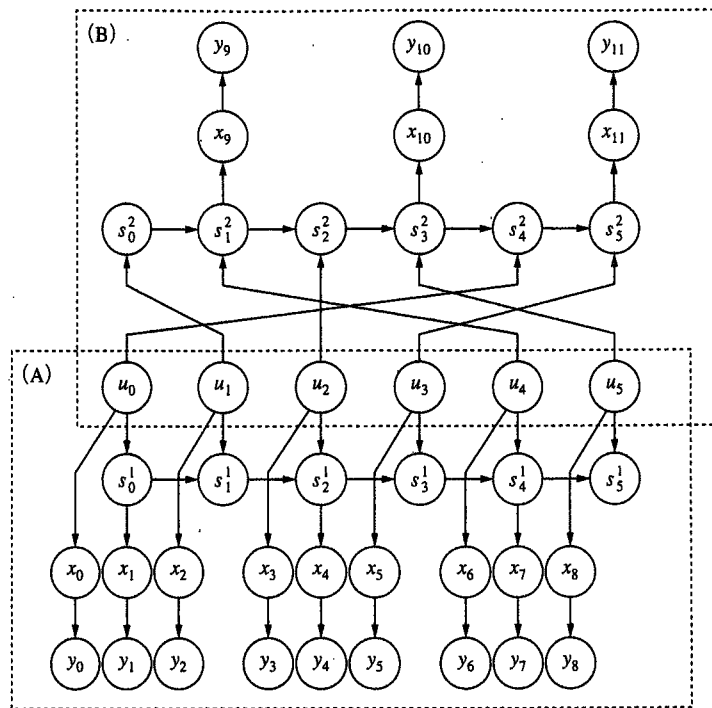 (B)
y₉ y₁₀ y₁₁
x₉ x₁₀ x₁₁
s₀² s₁² s₂² s₃² s₄² s₅²
(A)
u₀ u₁ u₂ u₃ u₄ u₅
s₀¹ s₁¹ s₂¹ s₃¹ s₄¹ s₅¹
x₀ x₁ x₂ x₃ x₄ x₅ x₆ x₇ x₈
y₀ y₁ y₂ y₃ y₄ y₅ y₆ y₇ y₈